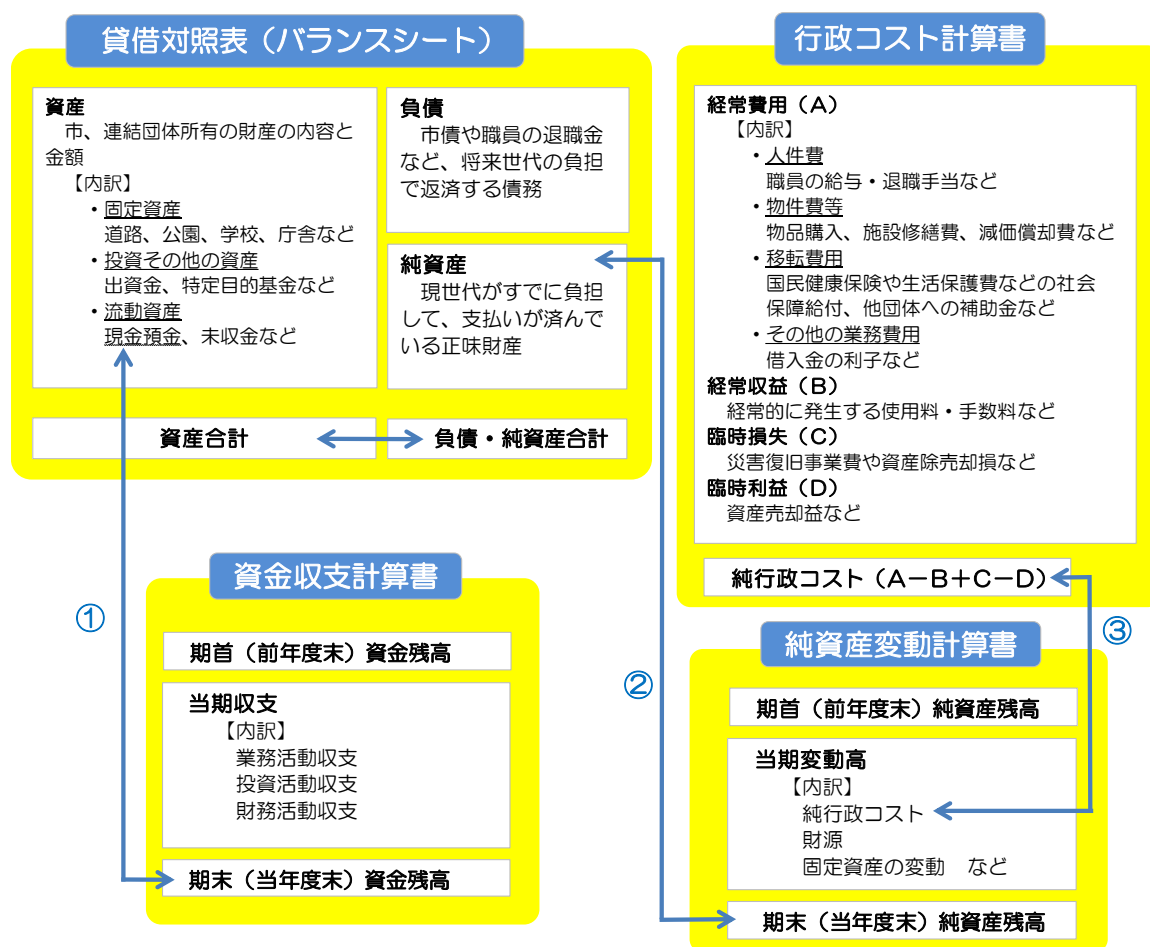 貸借対照表（バランスシート）
資産
市、連結団体所有の財産の内容と
金額
【内訳】
・固定資産
道路、公園、学校、庁舎など
・投資その他の資産
出資金、特定目的基金など
・流動資産
現金預金、未収金など
負債
市債や職員の退職金
など、将来世代の負担
で返済する債務
純資産
現世代がすでに負担
して、支払いが済んで
いる正味財産
資産合計
負債・純資産合計
行政コスト計算書
経常費用（A）
【内訳】
・人件費
職員の給与・退職手当など
・物件費等
物品購入、施設修繕費、減価償却費など
・移転費用
国民健康保険や生活保護費などの社会
保障給付、他団体への補助金など
・その他の業務費用
借入金の利子など
経常収益（B）
経常的に発生する使用料・手数料など
臨時損失（C）
災害復旧事業費や資産除売却損など
臨時利益（D）
資産売却益など
純行政コスト（A－B＋C－D）
①
資金収支計算書
期首（前年度末）資金残高
当期収支
【内訳】
業務活動収支
投資活動収支
財務活動収支
期末（当年度末）資金残高
②
③
純資産変動計算書
期首（前年度末）純資産残高
当期変動高
【内訳】
純行政コスト
財源
固定資産の変動　など
期末（当年度末）純資産残高